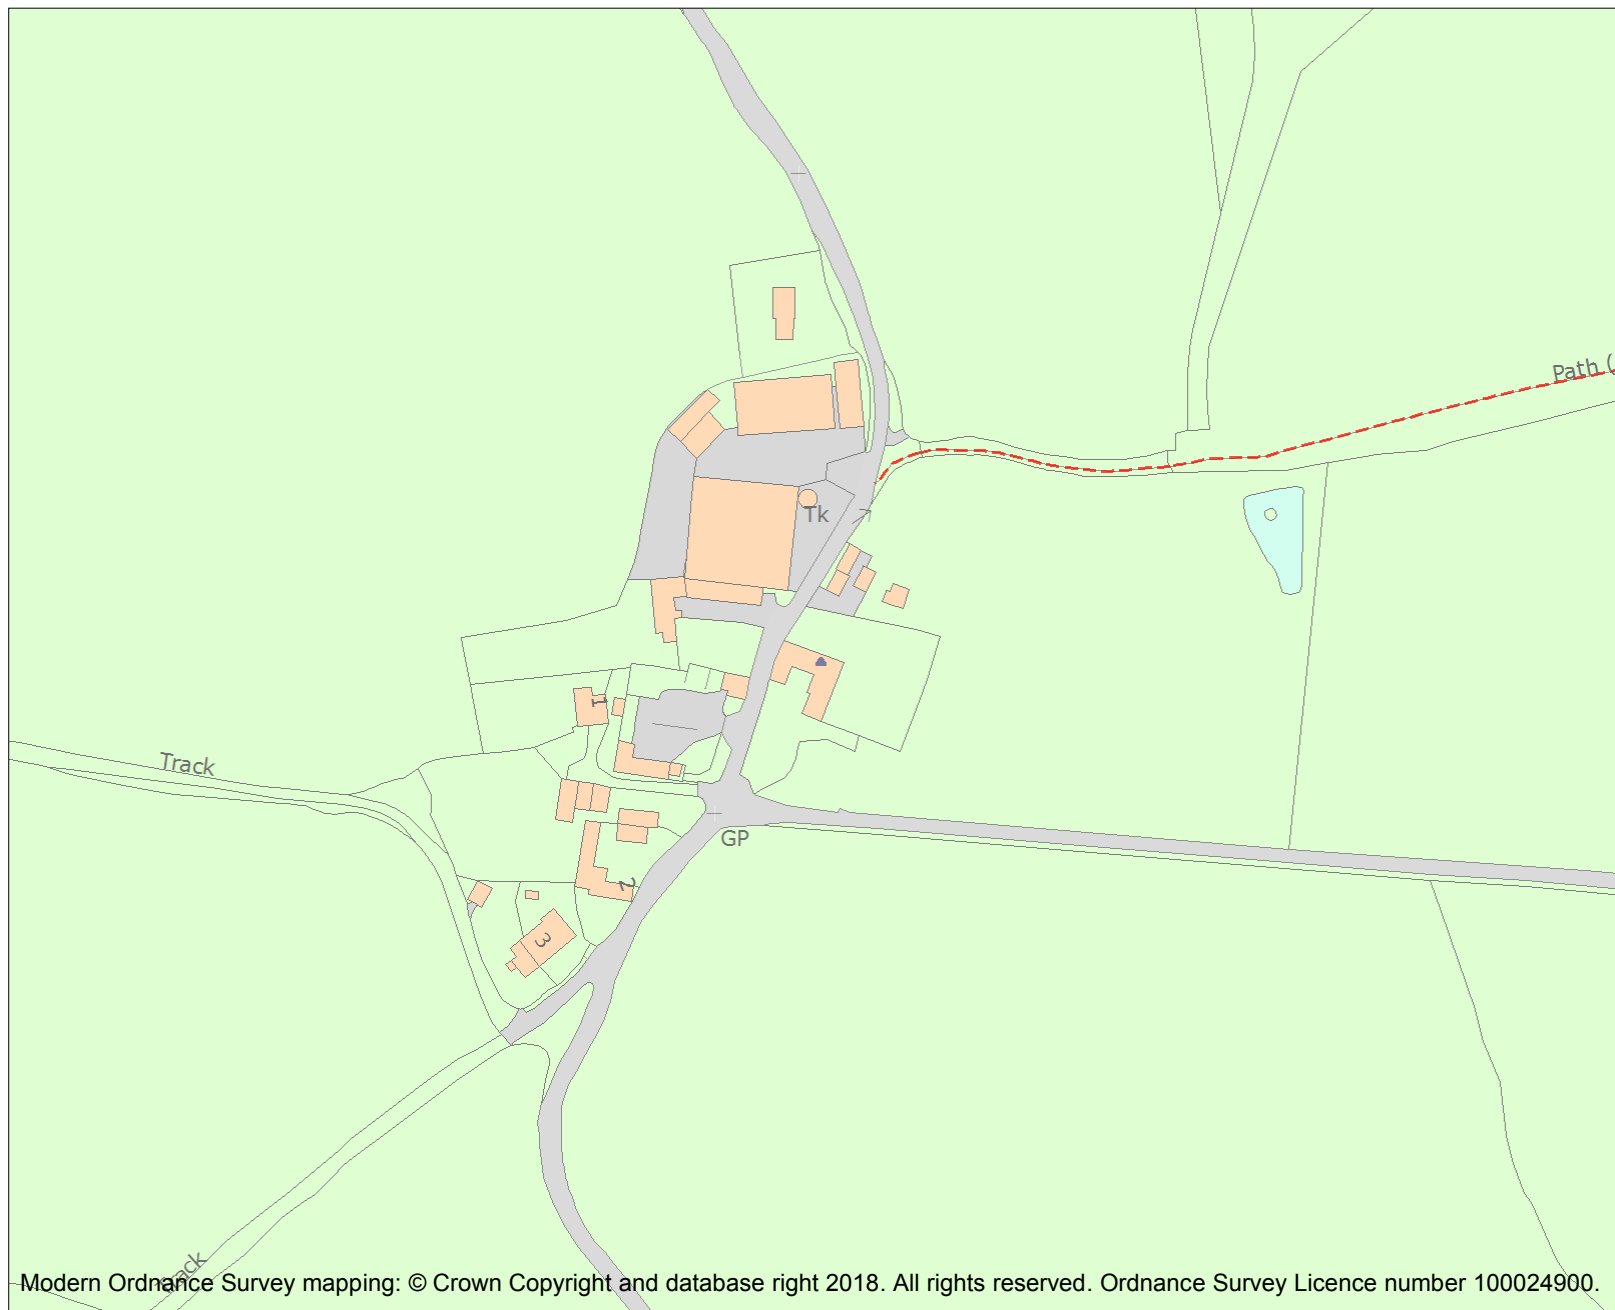 Path (
Tk
1
Track
GP
2
3
Track
Modern Ordnance Survey mapping: © Crown Copyright and database right 2018. All rights reserved. Ordnance Survey Licence number 100024900.